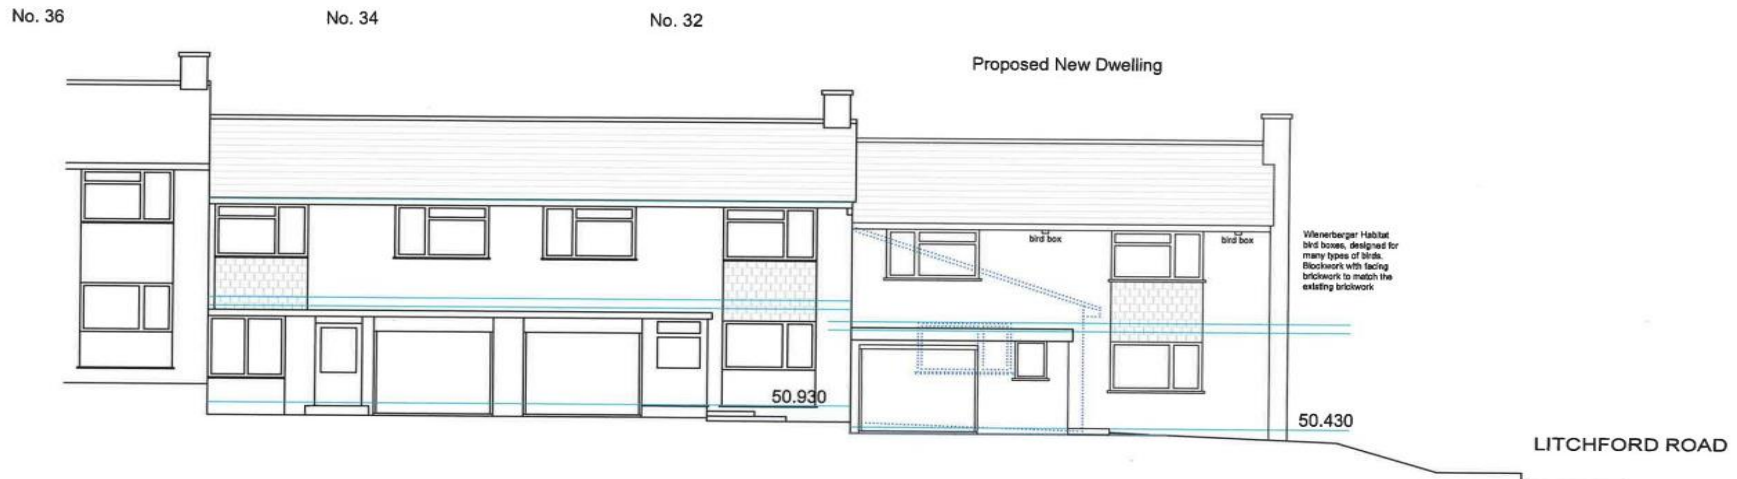 No. 36
No. 34
No. 32
Proposed New Dwelling
bird box
bird box
Wienerberger Habitat
bird boxes, designed for
many types of birds.
Blockwork with facing
brickwork to match the
existing brickwork
50.930
50.430
LITCHFORD ROAD